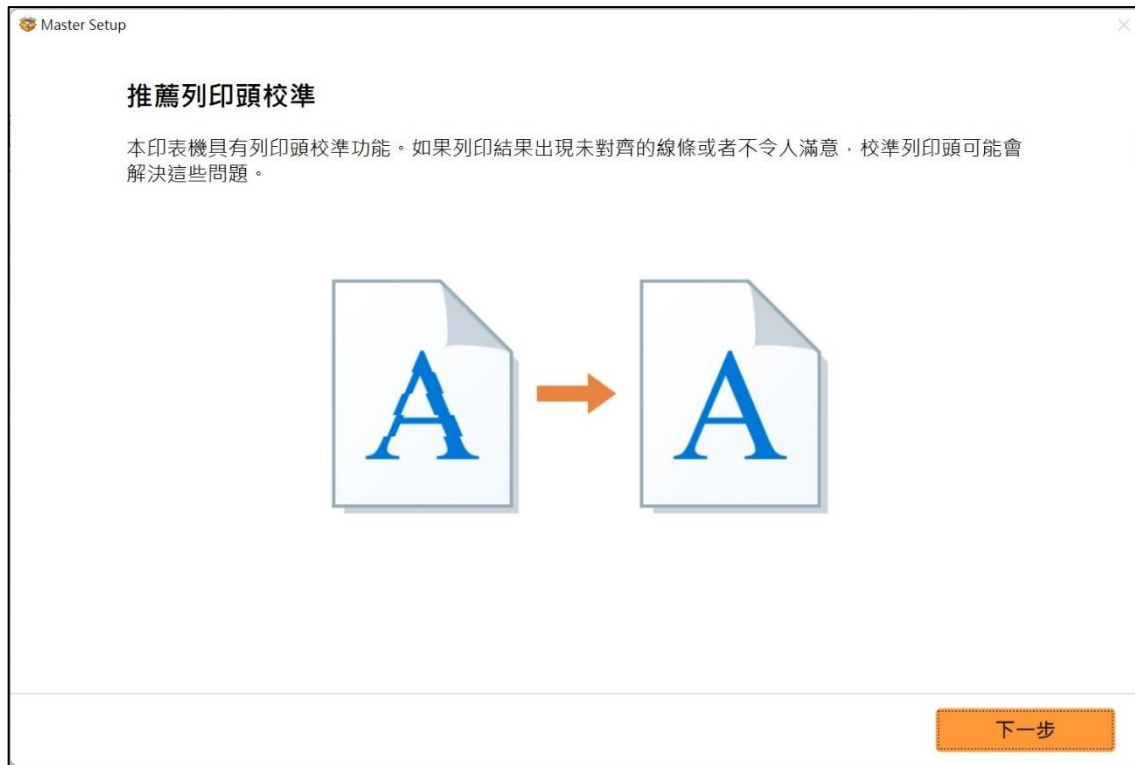 Master Setup
推薦列印頭校準
本印表機具有列印頭校準功能。如果列印結果出現未對齊的線條或者不令人滿意，校準列印頭可能會
解決這些問題。
A
A
下一步